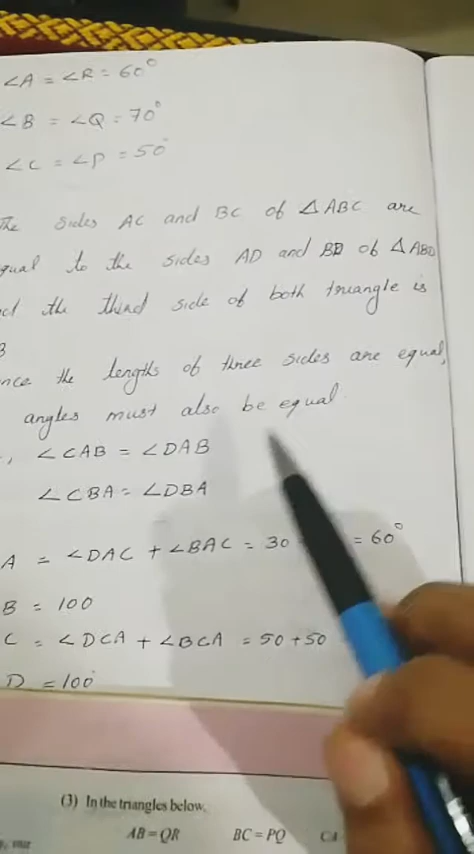 ∠A = ∠R = 60°
∠B = ∠Q = 70°
∠C = ∠P = 50°
The sides AC and BC of △ABC are
qual to the sides AD and BD of △ABD
the third side of both triangle is
nce the lengths of three sides are equal,
angles must also be equal.
, ∠CAB = ∠DAB
∠CBA = ∠DBA
A = ∠DAC + ∠BAC = 30 = 60°
B = 100
C = ∠DCA + ∠BCA = 50 + 50
D = 100°
(3) In the triangles below,
AB = QR BC = PQ CA